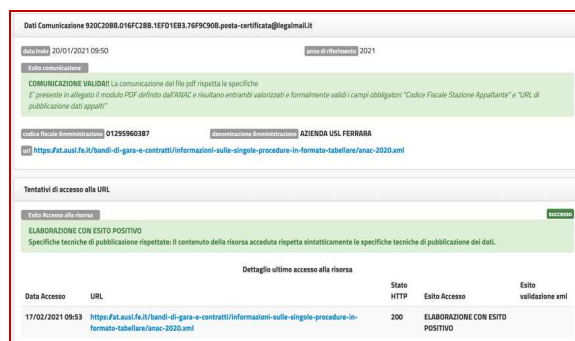 Dati Comunicazione 920C20BB.016FC2BB.1EFD1EB3.76F9C90B.posta-certificata@legalmail.it
data invio 20/01/2021 09:50 anno di riferimento 2021
Esito comunicazione
COMUNICAZIONE VALIDA!! La comunicazione del file pdf rispetta le specifiche
E' presente in allegato il modulo PDF definito dall'ANAC e risultano entrambi valorizzati e formalmente validi i campi obbligatori "Codice Fiscale Stazione Appaltante" e "URL di
pubblicazione dati appalti"
codice fiscale Amministrazione 01295960387 denominazione Amministrazione AZIENDA USL FERRARA
url https://at.ausl.fe.it/bandi-di-gara-e-contratti/informazioni-sulle-singole-procedure-in-formato-tabellare/anac-2020.xml
Tentativi di accesso alla URL
Esito Accesso alla risorsa successo
ELABORAZIONE CON ESITO POSITIVO
Specifiche tecniche di pubblicazione rispettate: Il contenuto della risorsa acceduta rispetta sintatticamente le specifiche tecniche di pubblicazione dei dati.
Dettaglio ultimo accesso alla risorsa
Data Accesso URL Stato HTTP Esito Accesso Esito validazione xml
17/02/2021 09:53 https://at.ausl.fe.it/bandi-di-gara-e-contratti/informazioni-sulle-singole-procedure-in- 200 ELABORAZIONE CON ESITO
formato-tabellare/anac-2020.xml POSITIVO